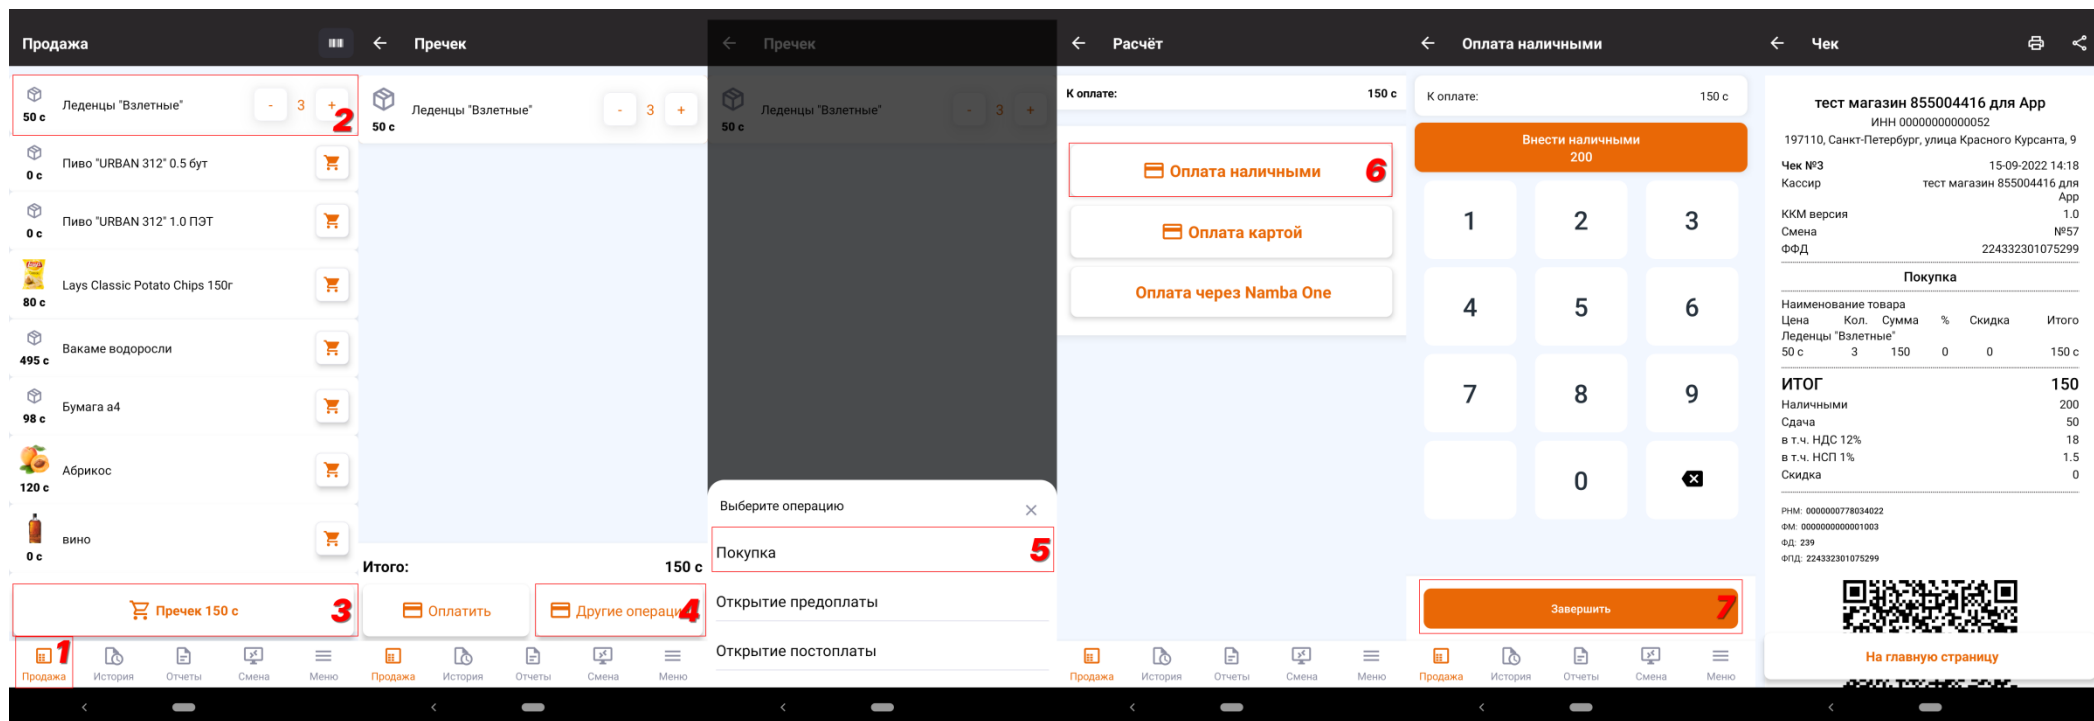 Продажа
Леденцы "Взлетные"
50 с
- 3 +
2
Пиво "URBAN 312" 0.5 бут
0 с
Пиво "URBAN 312" 1.0 ПЭТ
0 с
Lays Classic Potato Chips 150г
80 с
Вакаме водоросли
495 с
Бумага а4
98 с
Абрикос
120 с
вино
0 с
Пречек 150 с
3
1
Продажа История Отчеты Смена Меню
Пречек
Леденцы "Взлетные"
50 с
- 3 +
Итого: 150 с
Оплатить
Другие операци
4
Продажа История Отчеты Смена Меню
Пречек
Леденцы "Взлетные"
50 с
- 3 +
Выберите операцию
Покупка
5
Открытие предоплаты
Открытие постоплаты
Расчёт
К оплате: 150 с
Оплата наличными
6
Оплата картой
Оплата через Namba One
Продажа История Отчеты Смена Меню
Оплата наличными
К оплате: 150 с
Внести наличными
200
1 2 3
4 5 6
7 8 9
0
Завершить
7
Продажа История Отчеты Смена Меню
Чек
тест магазин 855004416 для App
ИНН 00000000000052
197110, Санкт-Петербург, улица Красного Курсанта, 9
Чек №3 15-09-2022 14:18
Кассир тест магазин 855004416 для
App
ККМ версия 1.0
Смена №57
ФФД 224332301075299
Покупка
Наименование товара
Цена Кол. Сумма % Скидка Итого
Леденцы "Взлетные"
50 с 3 150 0 0 150 с
ИТОГ 150
Наличными 200
Сдача 50
в т.ч. НДС 12% 18
в т.ч. НСП 1% 1.5
Скидка 0
РНМ: 0000000778034022
ФМ: 0000000000001003
ФД: 239
ФПД: 224332301075299
На главную страницу